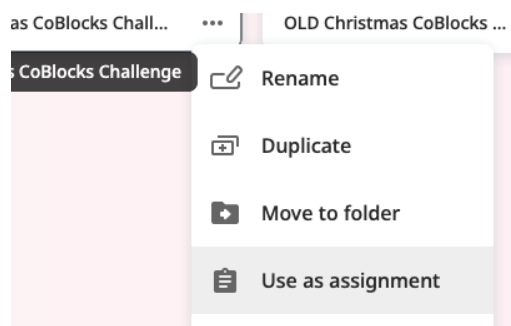 as CoBlocks Chall... ... OLD Christmas CoBlocks ...
CoBlocks Challenge
Rename
Duplicate
Move to folder
Use as assignment